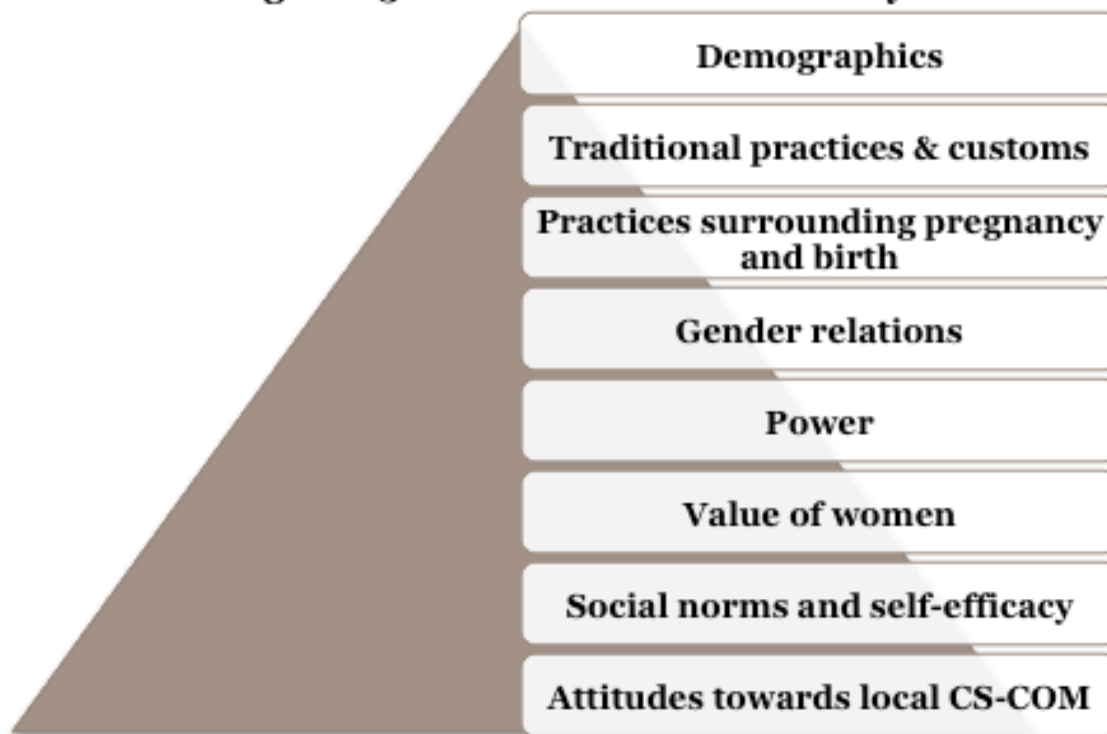 Demographics
Traditional practices & customs
Practices surrounding pregnancy
and birth
Gender relations
Power
Value of women
Social norms and self-efficacy
Attitudes towards local CS-COM